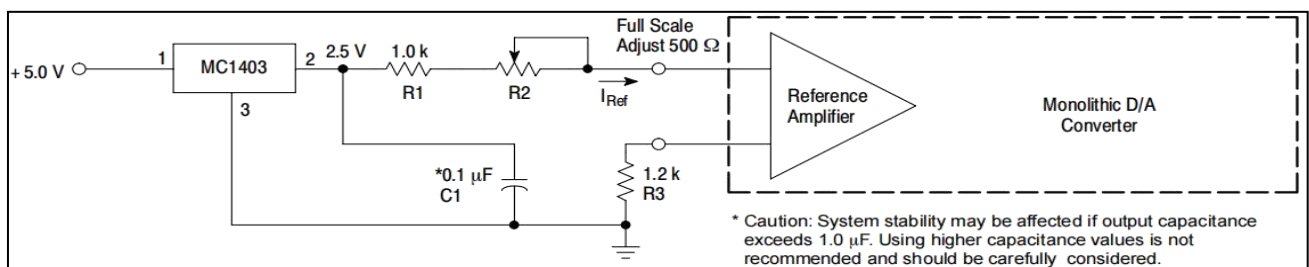 Full Scale
Adjust 500 Ω
+ 5.0 V
1
MC1403
2
2.5 V
1.0 k
R1
R2
I Ref
3
Reference
Amplifier
Monolithic D/A
Converter
*0.1 μF
C1
1.2 k
R3
* Caution: System stability may be affected if output capacitance
exceeds 1.0 μF. Using higher capacitance values is not
recommended and should be carefully considered.